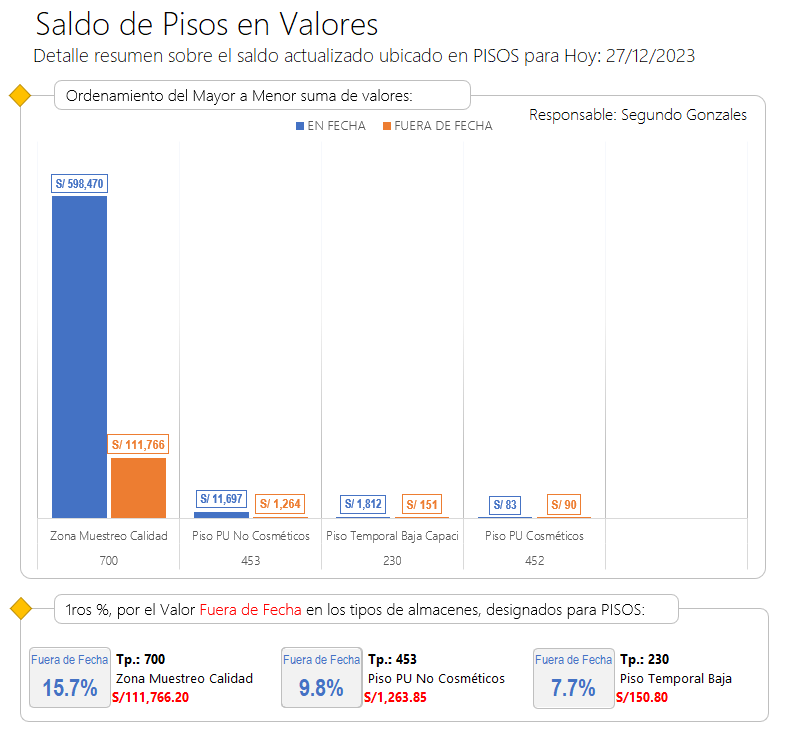 Saldo de Pisos en Valores
Detalle resumen sobre el saldo actualizado ubicado en PISOS para Hoy: 27/12/2023
Ordenamiento del Mayor a Menor suma de valores:
Responsable: Segundo Gonzales
EN FECHA FUERA DE FECHA
S/ 598,470
S/ 111,766
S/ 11,697
S/ 1,264
S/ 1,812
S/ 151
S/ 83
S/ 90
Zona Muestreo Calidad Piso PU No Cosméticos Piso Temporal Baja Capaci Piso PU Cosméticos
700 453 230 452
1ros %, por el Valor Fuera de Fecha en los tipos de almacenes, designados para PISOS:
Fuera de Fecha
15.7%
Tp.: 700
Zona Muestreo Calidad
S/111,766.20
Fuera de Fecha
9.8%
Tp.: 453
Piso PU No Cosméticos
S/1,263.85
Fuera de Fecha
7.7%
Tp.: 230
Piso Temporal Baja
S/150.80